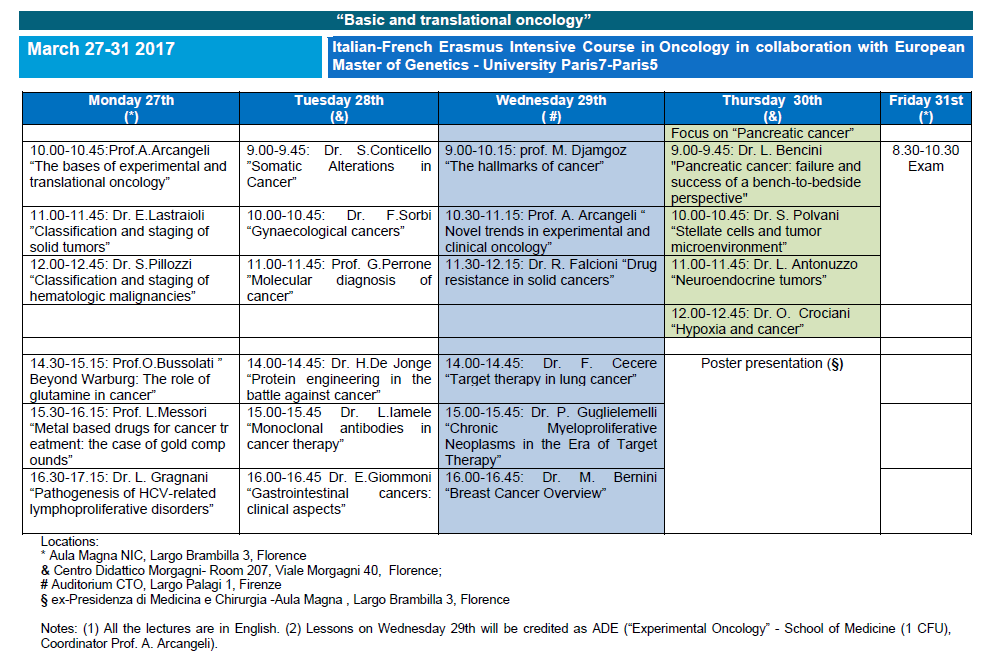 “Basic and translational oncology”
March 27-31 2017
Italian-French Erasmus Intensive Course in Oncology in collaboration with European
Master of Genetics - University Paris7-Paris5
Monday 27th
(*)
Tuesday 28th
(&)
Wednesday 29th
( #)
Thursday 30th
(&)
Friday 31st
(*)
Focus on “Pancreatic cancer”
10.00-10.45:Prof.A.Arcangeli
“The bases of experimental and
translational oncology”
9.00-9.45: Dr. S.Conticello
”Somatic Alterations in
Cancer”
9.00-10.15: prof. M. Djamgoz
“The hallmarks of cancer”
9.00-9.45: Dr. L. Bencini
"Pancreatic cancer: failure and
success of a bench-to-bedside
perspective”
8.30-10.30
Exam
11.00-11.45: Dr. E.Lastraioli
”Classification and staging of
solid tumors”
10.00-10.45: Dr. F.Sorbi
“Gynaecological cancers”
10.30-11.15: Prof. A. Arcangeli “
Novel trends in experimental and
clinical oncology”
10.00-10.45: Dr. S. Polvani
“Stellate cells and tumor
microenvironment”
12.00-12.45: Dr. S.Pillozzi
“Classification and staging of
hematologic malignancies”
11.00-11.45: Prof. G.Perrone
”Molecular diagnosis of
cancer”
11.30-12.15: Dr. R. Falcioni “Drug
resistance in solid cancers”
11.00-11.45: Dr. L. Antonuzzo
“Neuroendocrine tumors”
12.00-12.45: Dr. O. Crociani
“Hypoxia and cancer”
14.30-15.15: Prof.O.Bussolati ”
Beyond Warburg: The role of
glutamine in cancer”
14.00-14.45: Dr. H.De Jonge
“Protein engineering in the
battle against cancer”
14.00-14.45: Dr. F. Cecere
“Target therapy in lung cancer”
Poster presentation (§)
15.30-16.15: Prof. L.Messori
“Metal based drugs for cancer tr
eatment: the case of gold comp
ounds”
15.00-15.45 Dr. L.Iamele
“Monoclonal antibodies in
cancer therapy”
15.00-15.45: Dr. P. Guglielemelli
“Chronic Myeloproliferative
Neoplasms in the Era of Target
Therapy”
16.30-17.15: Dr. L. Gragnani
“Pathogenesis of HCV-related
lymphoproliferative disorders”
16.00-16.45 Dr. E.Giommoni
“Gastrointestinal cancers:
clinical aspects”
16.00-16.45: Dr. M. Bernini
“Breast Cancer Overview”
Locations:
* Aula Magna NIC, Largo Brambilla 3, Florence
& Centro Didattico Morgagni- Room 207, Viale Morgagni 40, Florence;
# Auditorium CTO, Largo Palagi 1, Firenze
§ ex-Presidenza di Medicina e Chirurgia -Aula Magna , Largo Brambilla 3, Florence
Notes: (1) All the lectures are in English. (2) Lessons on Wednesday 29th will be credited as ADE (“Experimental Oncology” - School of Medicine (1 CFU),
Coordinator Prof. A. Arcangeli).